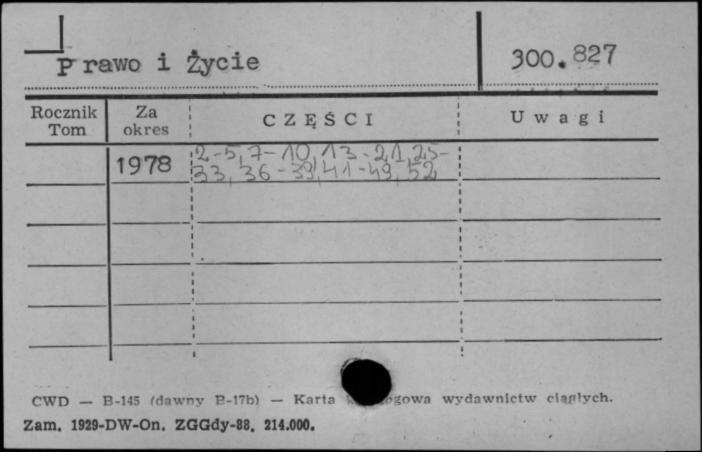 Prawo i Życie
300.827
Rocznik Tom
Za okres
CZĘŚCI
Uwagi
1978
2-5, 7-10, 13-21, 25-
33, 36-39, 41-49, 52
CWD — B-145 (dawny B-17b) — Karta wydawnictw ciągłych.
Zam. 1929-DW-On. ZGGdy-88. 214.000.